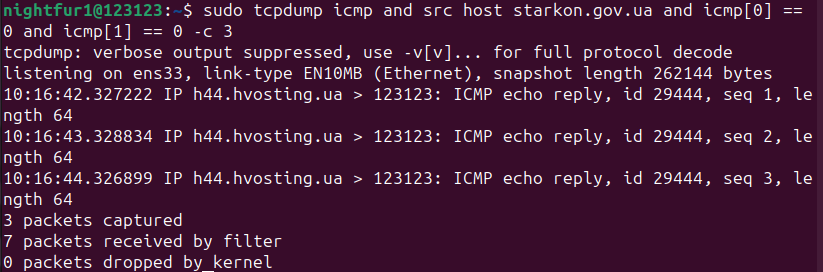 nightfur1@123123:~$ sudo tcpdump icmp and src host starkon.gov.ua and icmp[0] ==
0 and icmp[1] == 0 -c 3
tcpdump: verbose output suppressed, use -v[v]... for full protocol decode
listening on ens33, link-type EN10MB (Ethernet), snapshot length 262144 bytes
10:16:42.327222 IP h44.hvosting.ua > 123123: ICMP echo reply, id 29444, seq 1, le
ngth 64
10:16:43.328834 IP h44.hvosting.ua > 123123: ICMP echo reply, id 29444, seq 2, le
ngth 64
10:16:44.326899 IP h44.hvosting.ua > 123123: ICMP echo reply, id 29444, seq 3, le
ngth 64
3 packets captured
7 packets received by filter
0 packets dropped by kernel